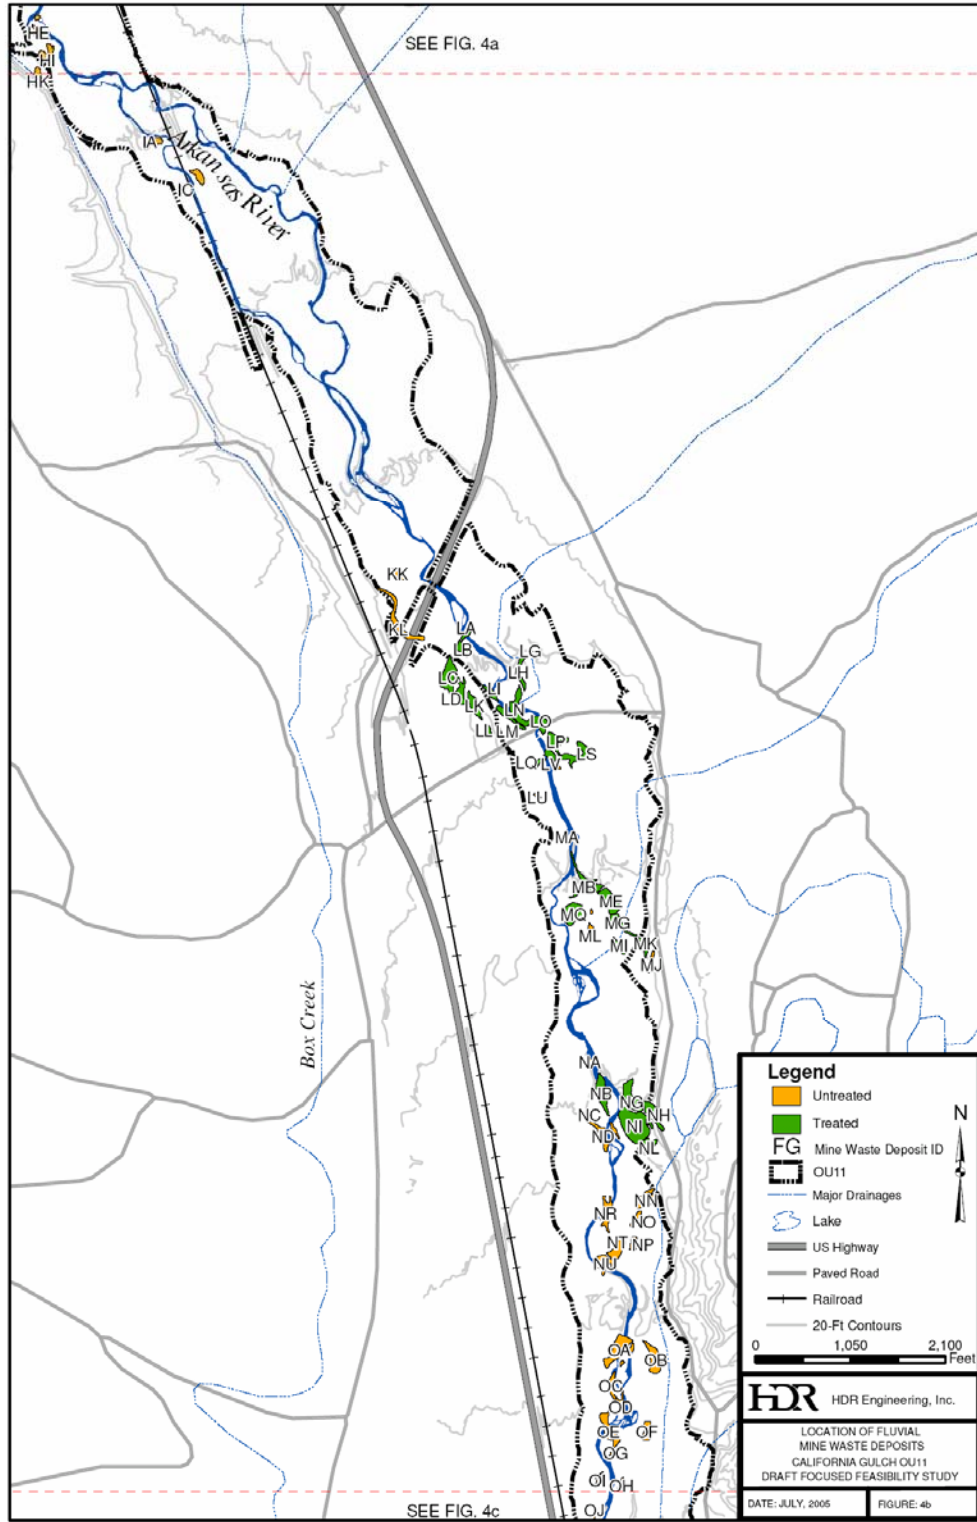 SEE FIG. 4a
HE
HI
HK
IA
IC
Arkansas River
KK
KL
LA
LB
LG
LH
LC
LI
LD
LK
LN
LL
LM
LO
LP
LS
LQ
LV
LU
MA
MB
ME
MQ
MG
ML
MI
MK
MJ
Box Creek
NA
NB
NG
NC
NH
NI
ND
NL
NN
NR
NO
NT
NP
NU
OA
OB
OC
OD
OE
OF
OG
OI
OH
OJ
SEE FIG. 4c
Legend
Untreated
Treated
FG Mine Waste Deposit ID
OU11
Major Drainages
Lake
US Highway
Paved Road
Railroad
20-Ft Contours
N
0 1,050 2,100
Feet
HDR HDR Engineering, Inc.
LOCATION OF FLUVIAL
MINE WASTE DEPOSITS
CALIFORNIA GULCH OU11
DRAFT FOCUSED FEASIBILITY STUDY
DATE: JULY, 2005 FIGURE: 4b